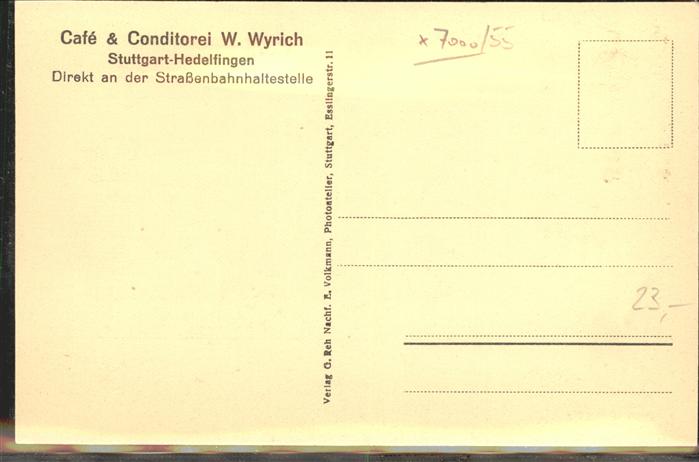 Café & Conditorei W. Wyrich
Stuttgart-Hedelfingen
Direkt an der Straßenbahnhaltestelle
Verlag G. Reh Nachf. E. Volkmann, Photoatelier, Stuttgart, Esslingerstr. 11
x 7000/55
23,–